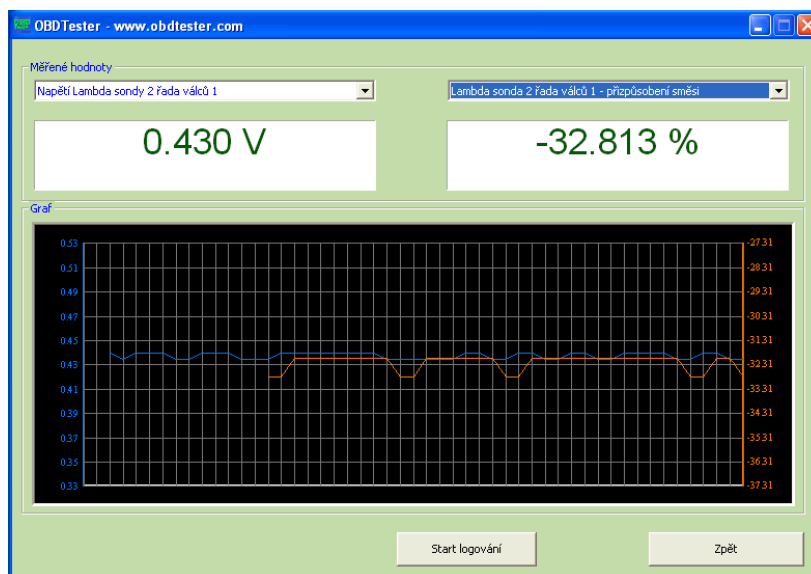 OBDTester - www.obdtester.com
Měřené hodnoty
Napětí Lambda sondy 2 řada válců 1
Lambda sonda 2 řada válců 1 - přizpůsobení směsi
0.430 V
-32.813 %
Graf
0.53
0.51
0.49
0.47
0.45
0.43
0.41
0.39
0.37
0.35
0.33
-27.31
-28.31
-29.31
-30.31
-31.31
-32.31
-33.31
-34.31
-35.31
-36.31
-37.31
Start logování
Zpět